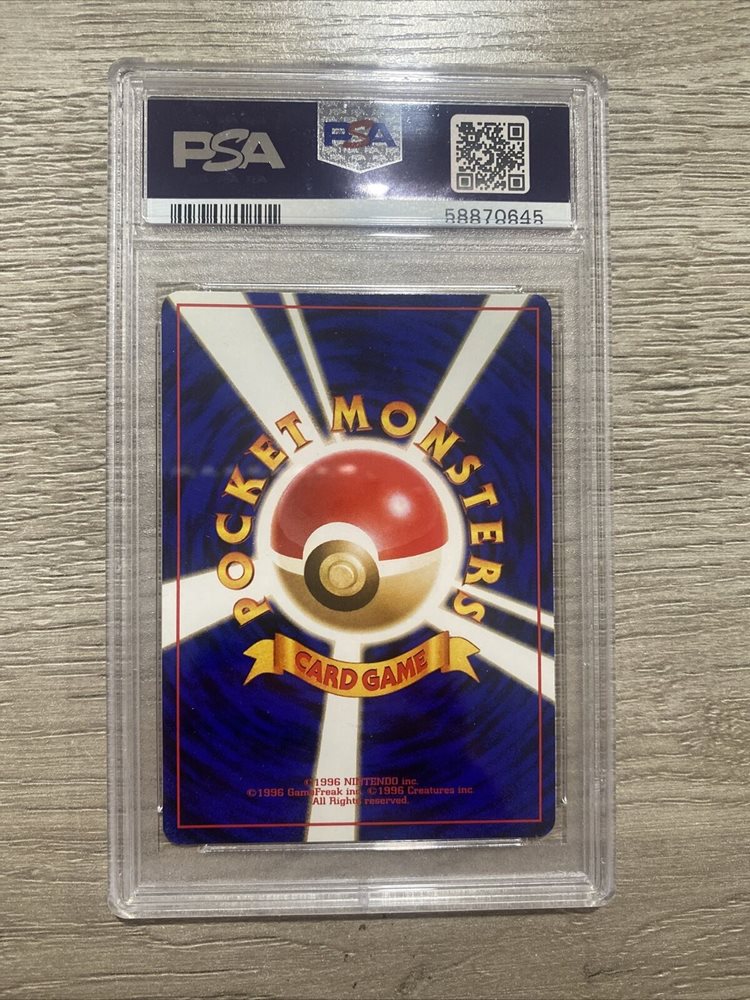 PSA
PSA
58870645
POCKET MONSTERS
CARD GAME
©1996 NINTENDO inc.
©1996 GameFreak inc. ©1996 Creatures inc
All Rights reserved.